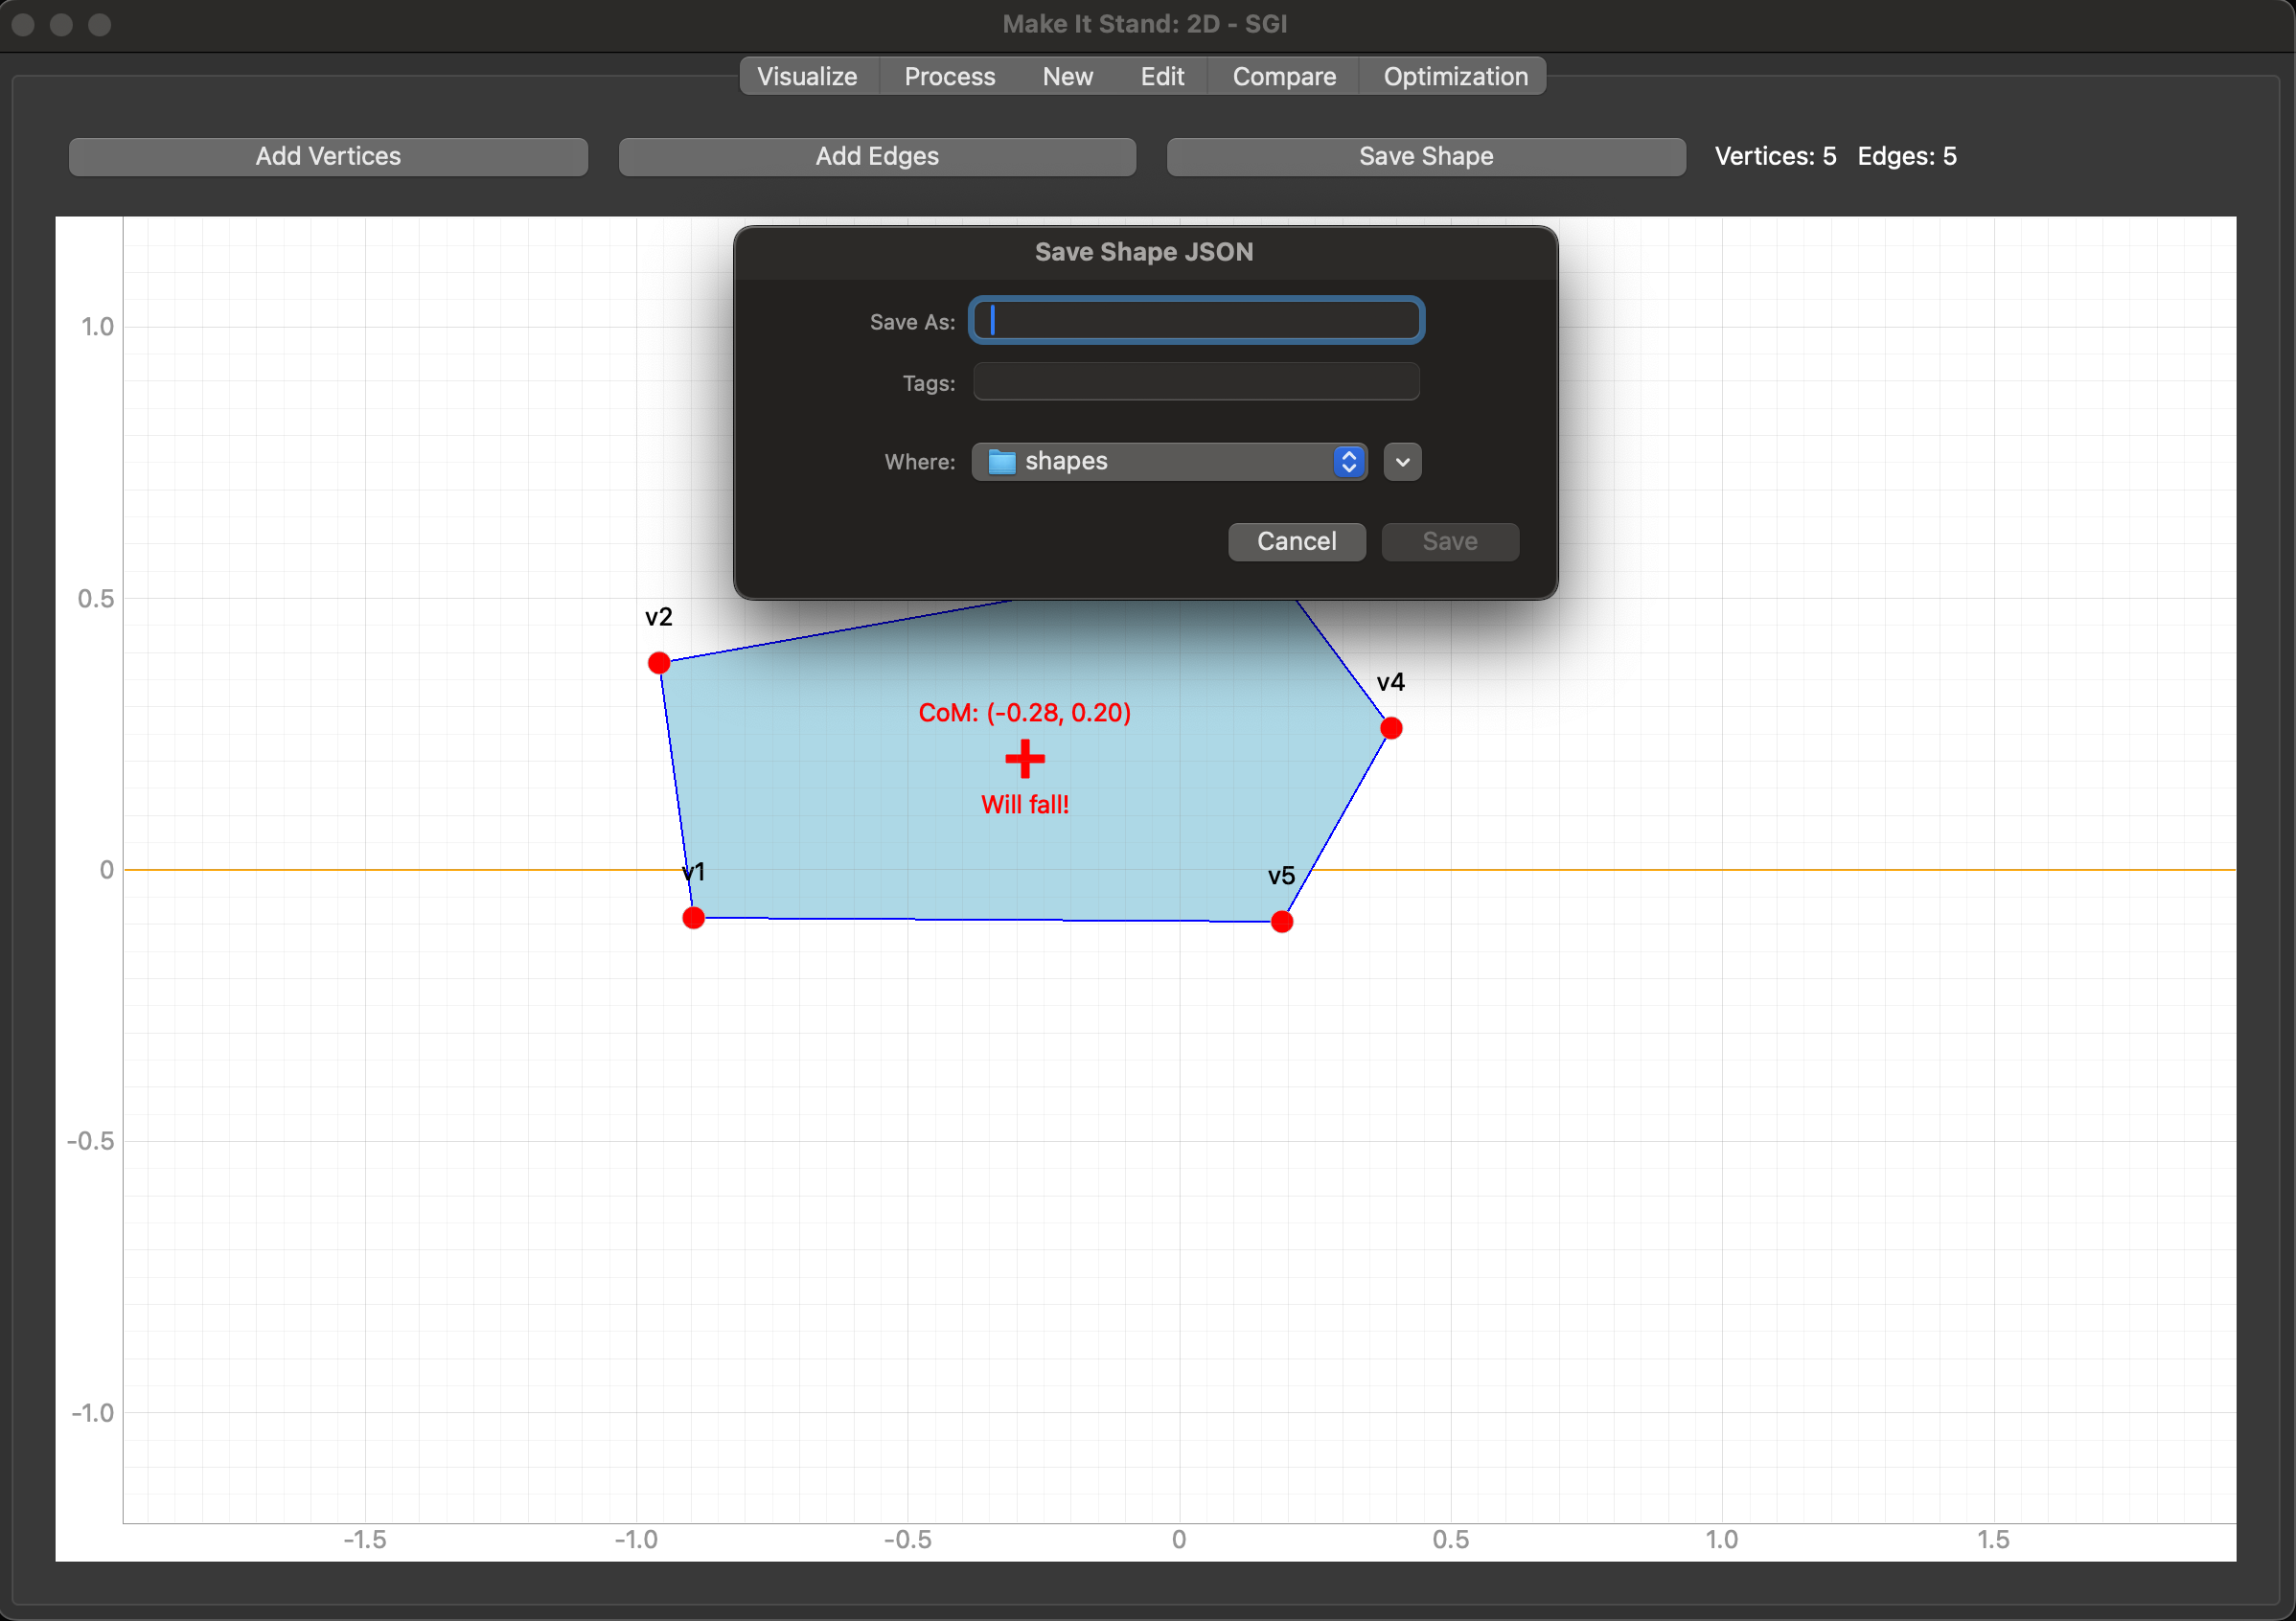 Make It Stand: 2D - SGI
Visualize Process New Edit Compare Optimization
Add Vertices Add Edges Save Shape Vertices: 5 Edges: 5
Save Shape JSON
Save As:
Tags:
Where: shapes
Cancel Save
1.0
0.5
0
-0.5
-1.0
v2
v4
CoM: (-0.28, 0.20)
Will fall!
v1
v5
-1.5 -1.0 -0.5 0 0.5 1.0 1.5